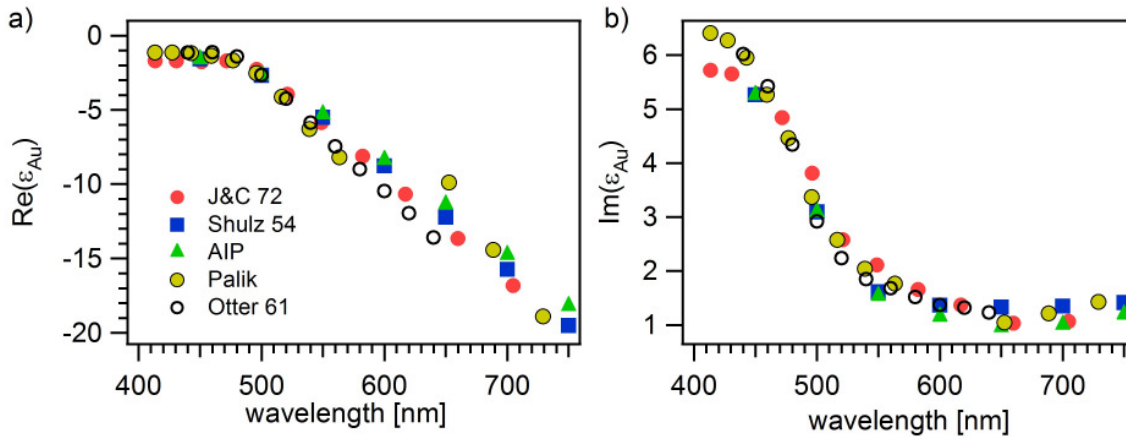 a)
0
-5
-10
-15
-20
Re(εAu)
J&C 72
Shulz 54
AIP
Palik
Otter 61
400 500 600 700
wavelength [nm]
b)
6
5
4
3
2
1
Im(εAu)
400 500 600 700
wavelength [nm]